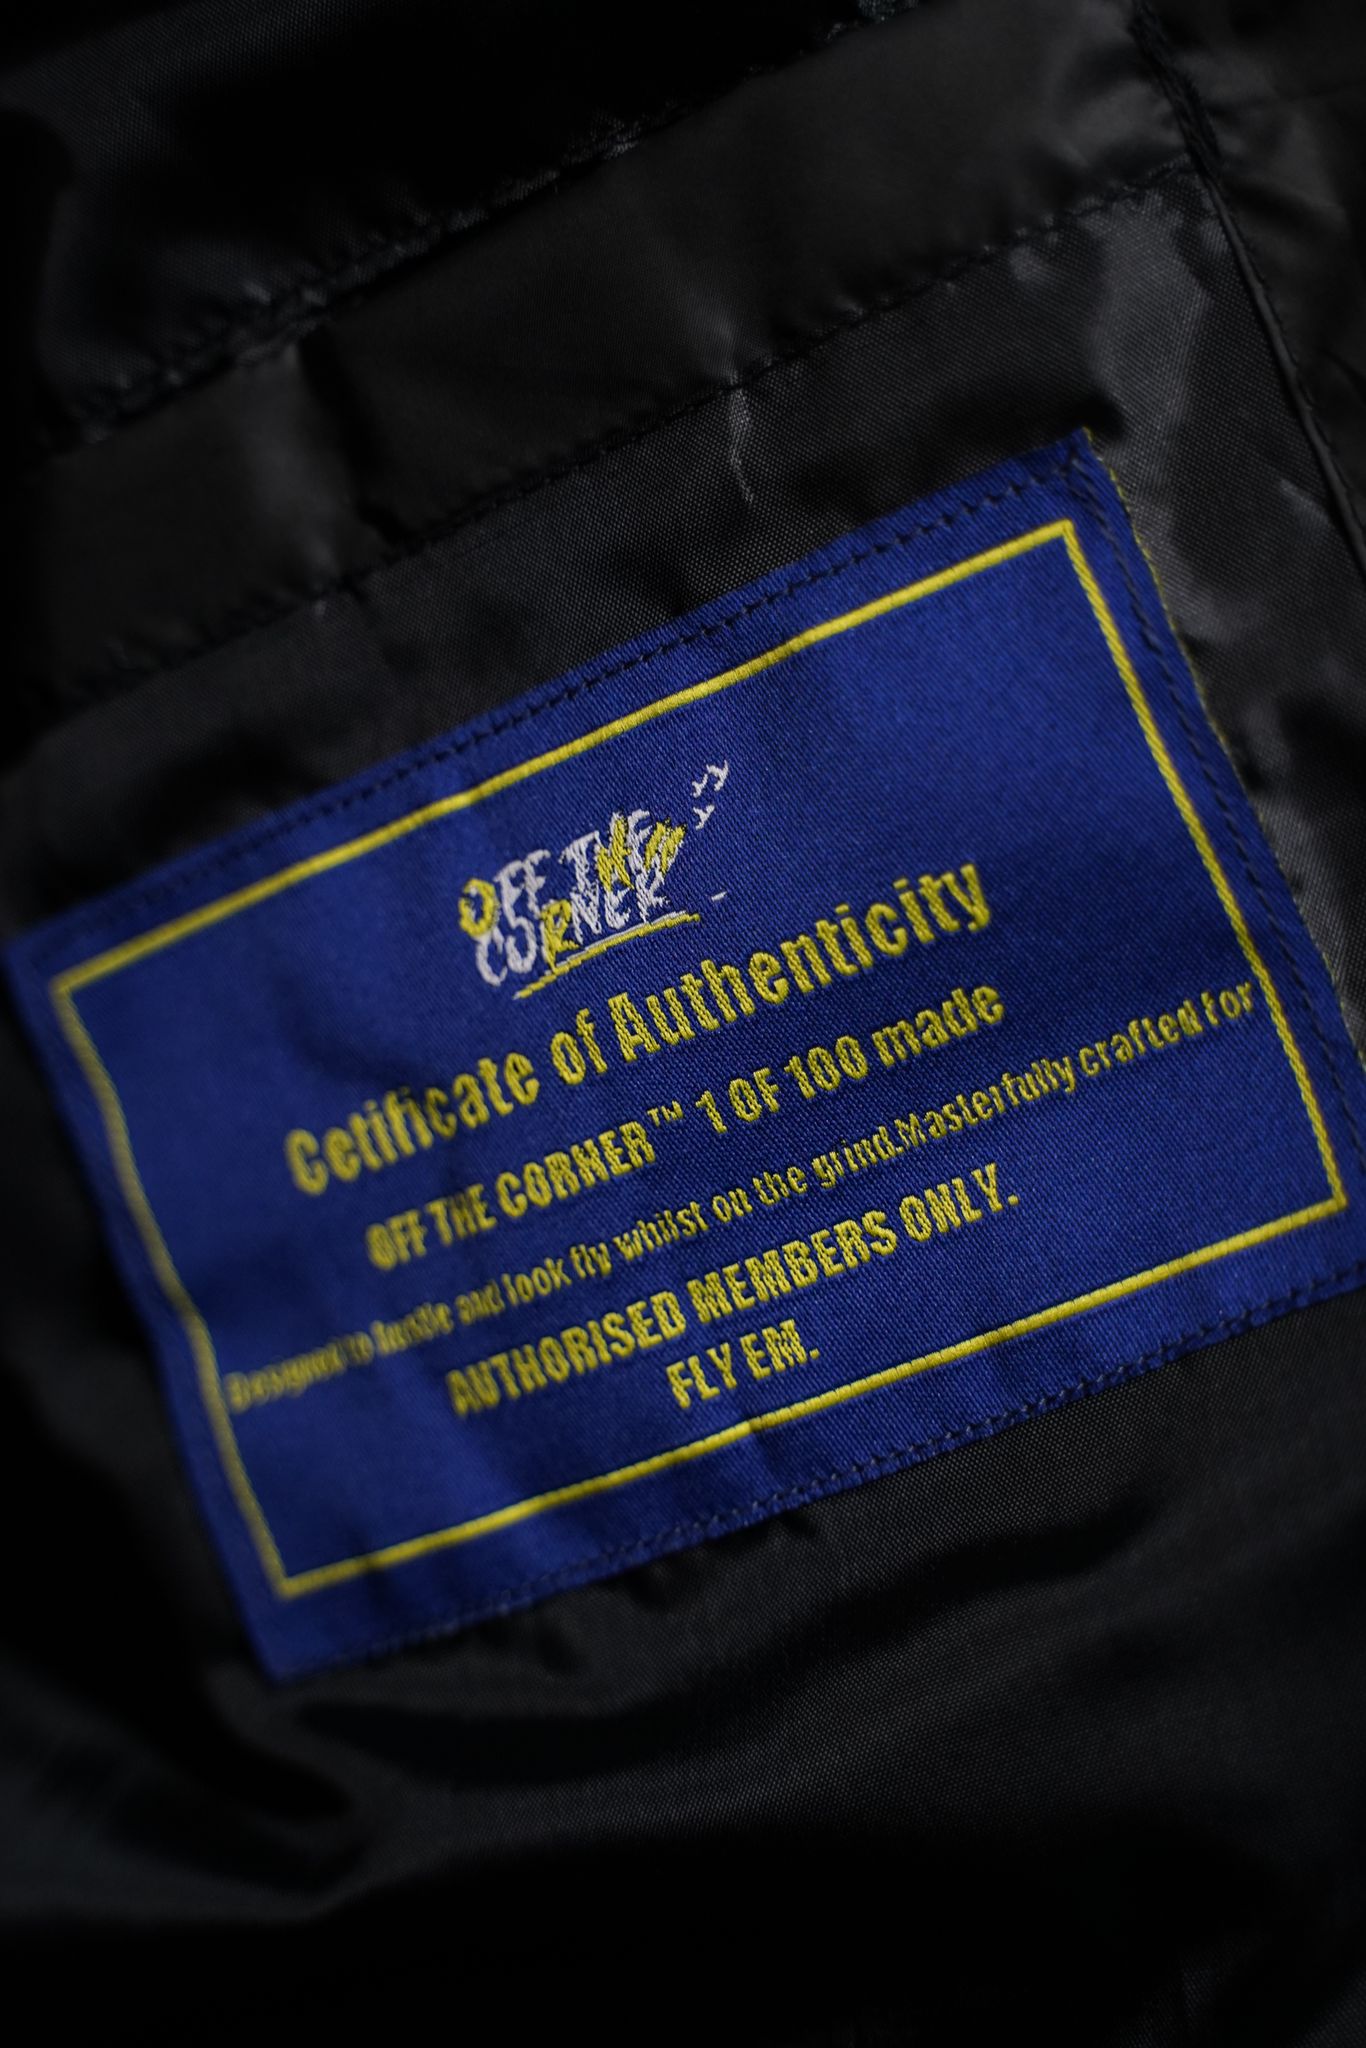 OFF THE
CORNER
Cetificate of Authenticity
OFF THE CORNER™ 1 OF 100 made
Designed to hustle and look fly whilst on the grind.Masterfully crafted for
AUTHORISED MEMBERS ONLY.
FLY EM.